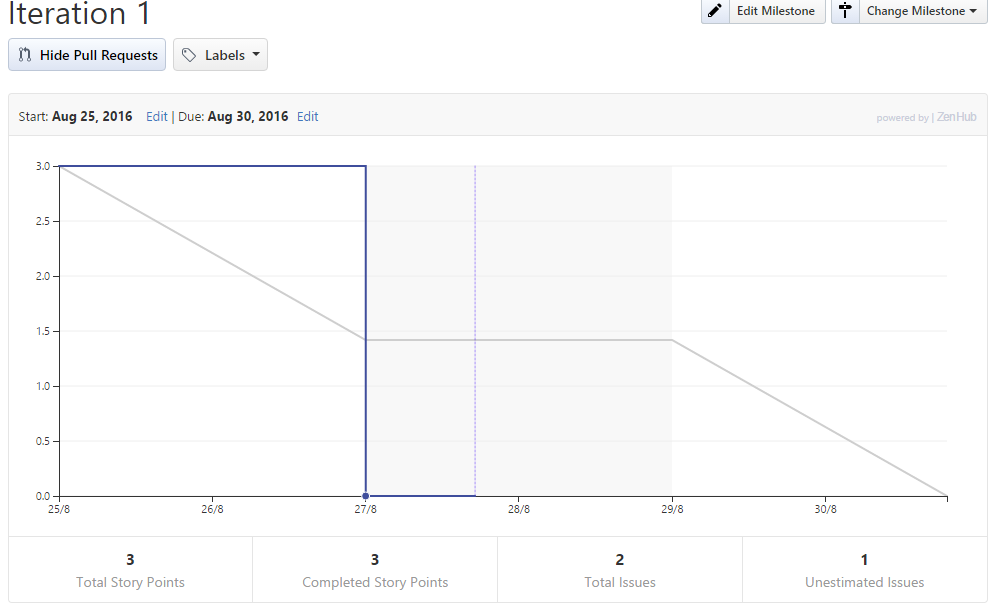 Iteration 1
Edit Milestone
Change Milestone
Hide Pull Requests
Labels
Start: Aug 25, 2016 Edit | Due: Aug 30, 2016 Edit
powered by | ZenHub
3.0
2.5
2.0
1.5
1.0
0.5
0.0
25/8 26/8 27/8 28/8 29/8 30/8
3 3 2 1
Total Story Points Completed Story Points Total Issues Unestimated Issues